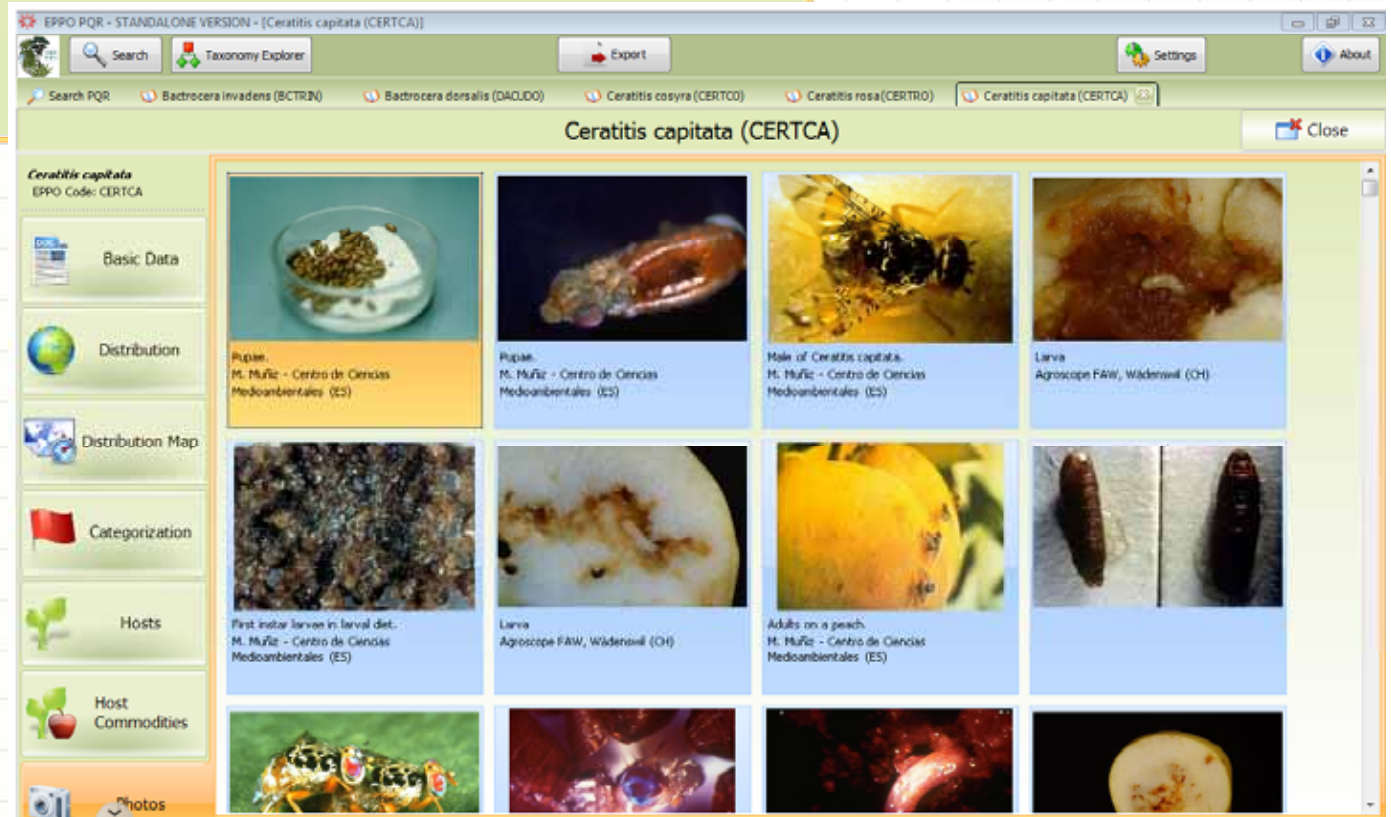 EPPO PQR - STANDALONE VERSION - [Ceratitis capitata (CERTCA)]
Search
Taxonomy Explorer
Export
Settings
About
Search PQR
Bactrocera invadens (BCTRIN)
Bactrocera dorsalis (DACUDO)
Ceratitis cosyra (CERTCO)
Ceratitis rosa (CERTRO)
Ceratitis capitata (CERTCA)
Ceratitis capitata (CERTCA)
Close
Ceratitis capitata
EPPO Code: CERTCA
Basic Data
Distribution
Distribution Map
Categorization
Hosts
Host
Commodities
Photos
Pupae.
M. Muñiz - Centro de Ciencias
Medioambientales (ES)
Pupae.
M. Muñiz - Centro de Ciencias
Medioambientales (ES)
Male of Ceratitis capitata.
M. Muñiz - Centro de Ciencias
Medioambientales (ES)
Larva
Agroscope FAW, Wädenswil (CH)
First instar larvae in larval diet.
M. Muñiz - Centro de Ciencias
Medioambientales (ES)
Larva
Agroscope FAW, Wädenswil (CH)
Adults on a peach.
M. Muñiz - Centro de Ciencias
Medioambientales (ES)